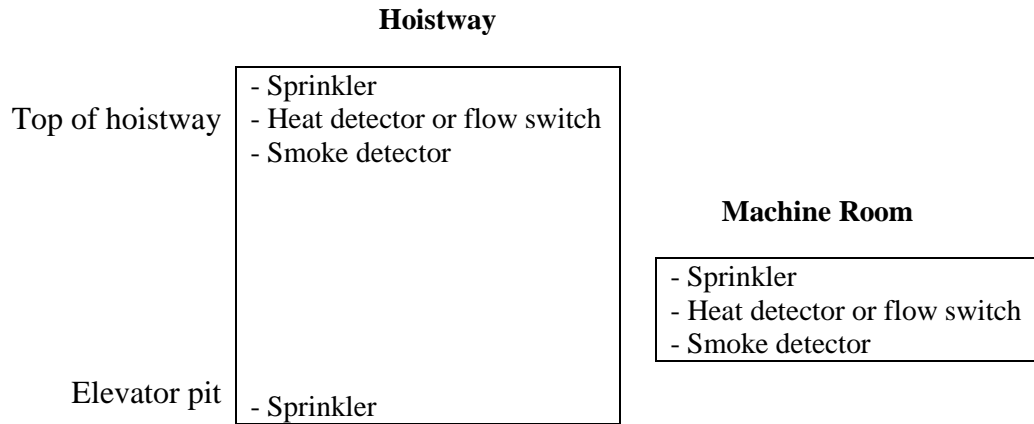 Hoistway
Top of hoistway
- Sprinkler
- Heat detector or flow switch
- Smoke detector
Machine Room
- Sprinkler
- Heat detector or flow switch
- Smoke detector
Elevator pit
- Sprinkler